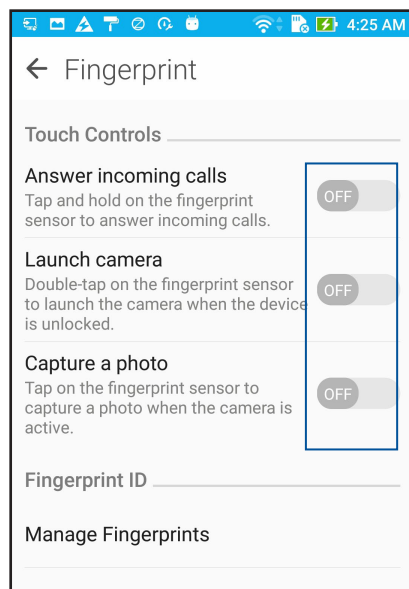 4:25 AM
Fingerprint
Touch Controls
Answer incoming calls
Tap and hold on the fingerprint
sensor to answer incoming calls.
OFF
Launch camera
Double-tap on the fingerprint sensor
to launch the camera when the device
is unlocked.
OFF
Capture a photo
Tap on the fingerprint sensor to
capture a photo when the camera is
active.
OFF
Fingerprint ID
Manage Fingerprints